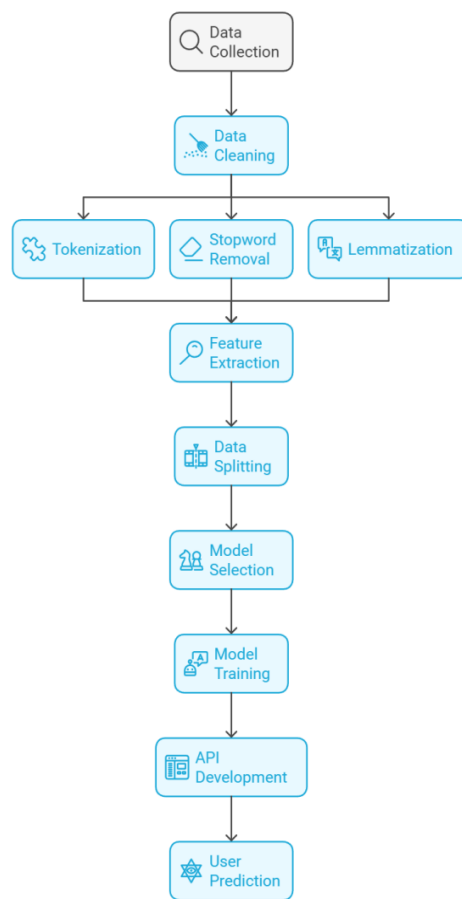 Data
Collection
Data
Cleaning
Tokenization
Stopword
Removal
Lemmatization
Feature
Extraction
Data
Splitting
Model
Selection
Model
Training
API
Development
User
Prediction